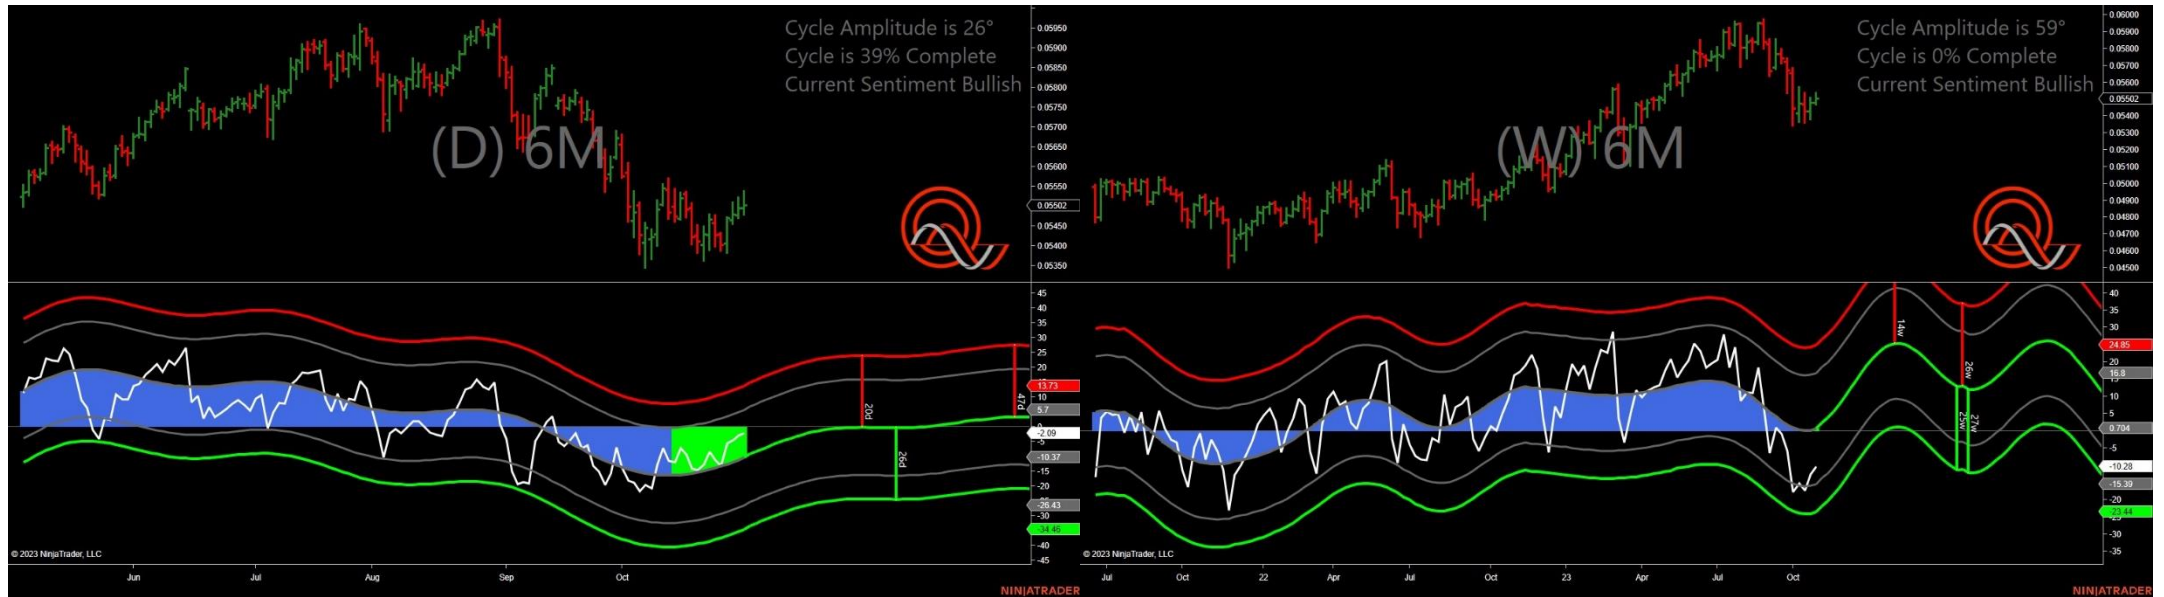 Cycle Amplitude is 26°
Cycle is 39% Complete
Current Sentiment Bullish
(D) 6M
0.05950
0.05900
0.05850
0.05800
0.05750
0.05700
0.05650
0.05600
0.05550
0.05502
0.05450
0.05400
0.05350
45
40
35
30
25
20
13.73
10
5.7
0
-2.09
-5
-10.37
-15
-20
-26.43
-30
-34.46
-40
-45
20d
26d
47d
© 2023 NinjaTrader, LLC
Jun
Jul
Aug
Sep
Oct
NINJATRADER
Cycle Amplitude is 59°
Cycle is 0% Complete
Current Sentiment Bullish
(W) 6M
0.06000
0.05900
0.05800
0.05700
0.05600
0.05502
0.05400
0.05300
0.05200
0.05100
0.05000
0.04900
0.04800
0.04700
0.04600
0.04500
40
35
30
24.85
20
16.8
10
5
0.704
-5
-10.28
-15.39
-20
-23.44
-30
-35
14w
26w
25w
27w
© 2023 NinjaTrader, LLC
Jul
Oct
22
Apr
Jul
Oct
23
Apr
Jul
Oct
NINJATRADER